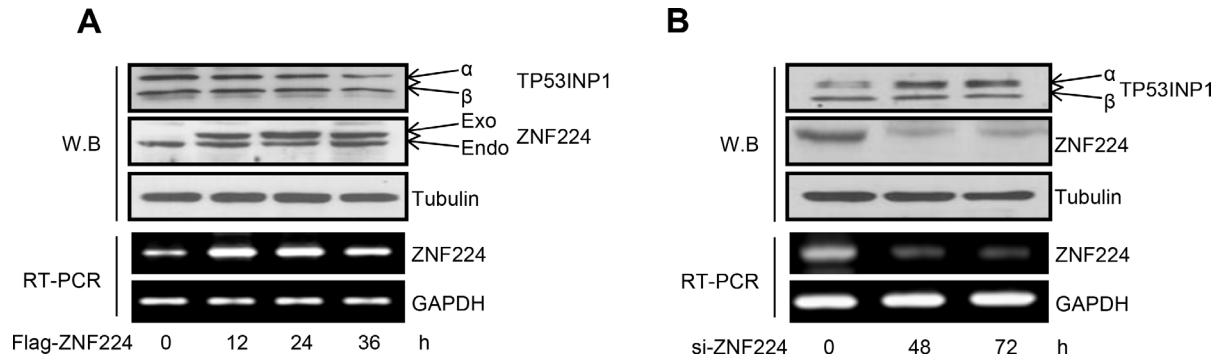 A
α
β
TP53INP1
Exo
Endo
ZNF224
W.B
Tubulin
ZNF224
RT-PCR
GAPDH
Flag-ZNF224 0 12 24 36 h
B
α
β
TP53INP1
W.B
ZNF224
Tubulin
ZNF224
RT-PCR
GAPDH
si-ZNF224 0 48 72 h